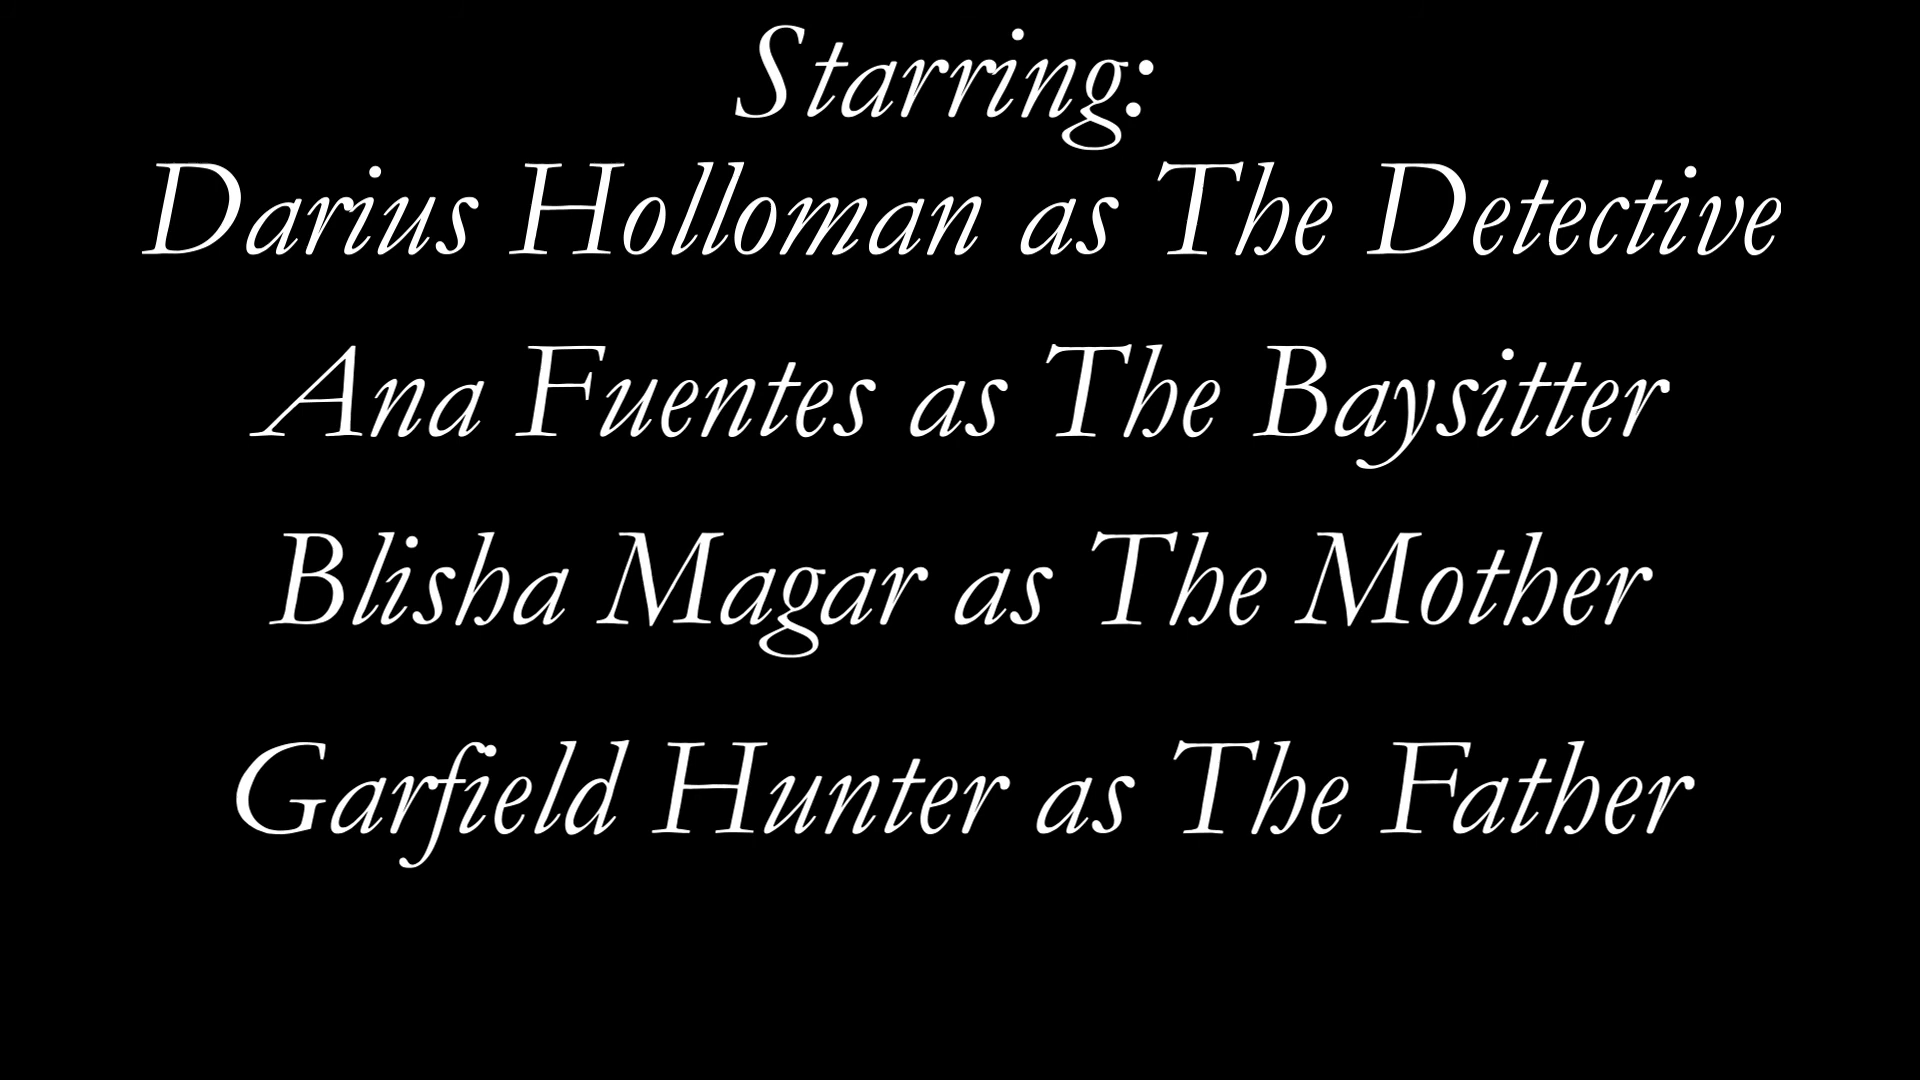 Starring:
Darius Holloman as The Detective
Ana Fuentes as The Baysitter
Blisha Magar as The Mother
Garfield Hunter as The Father